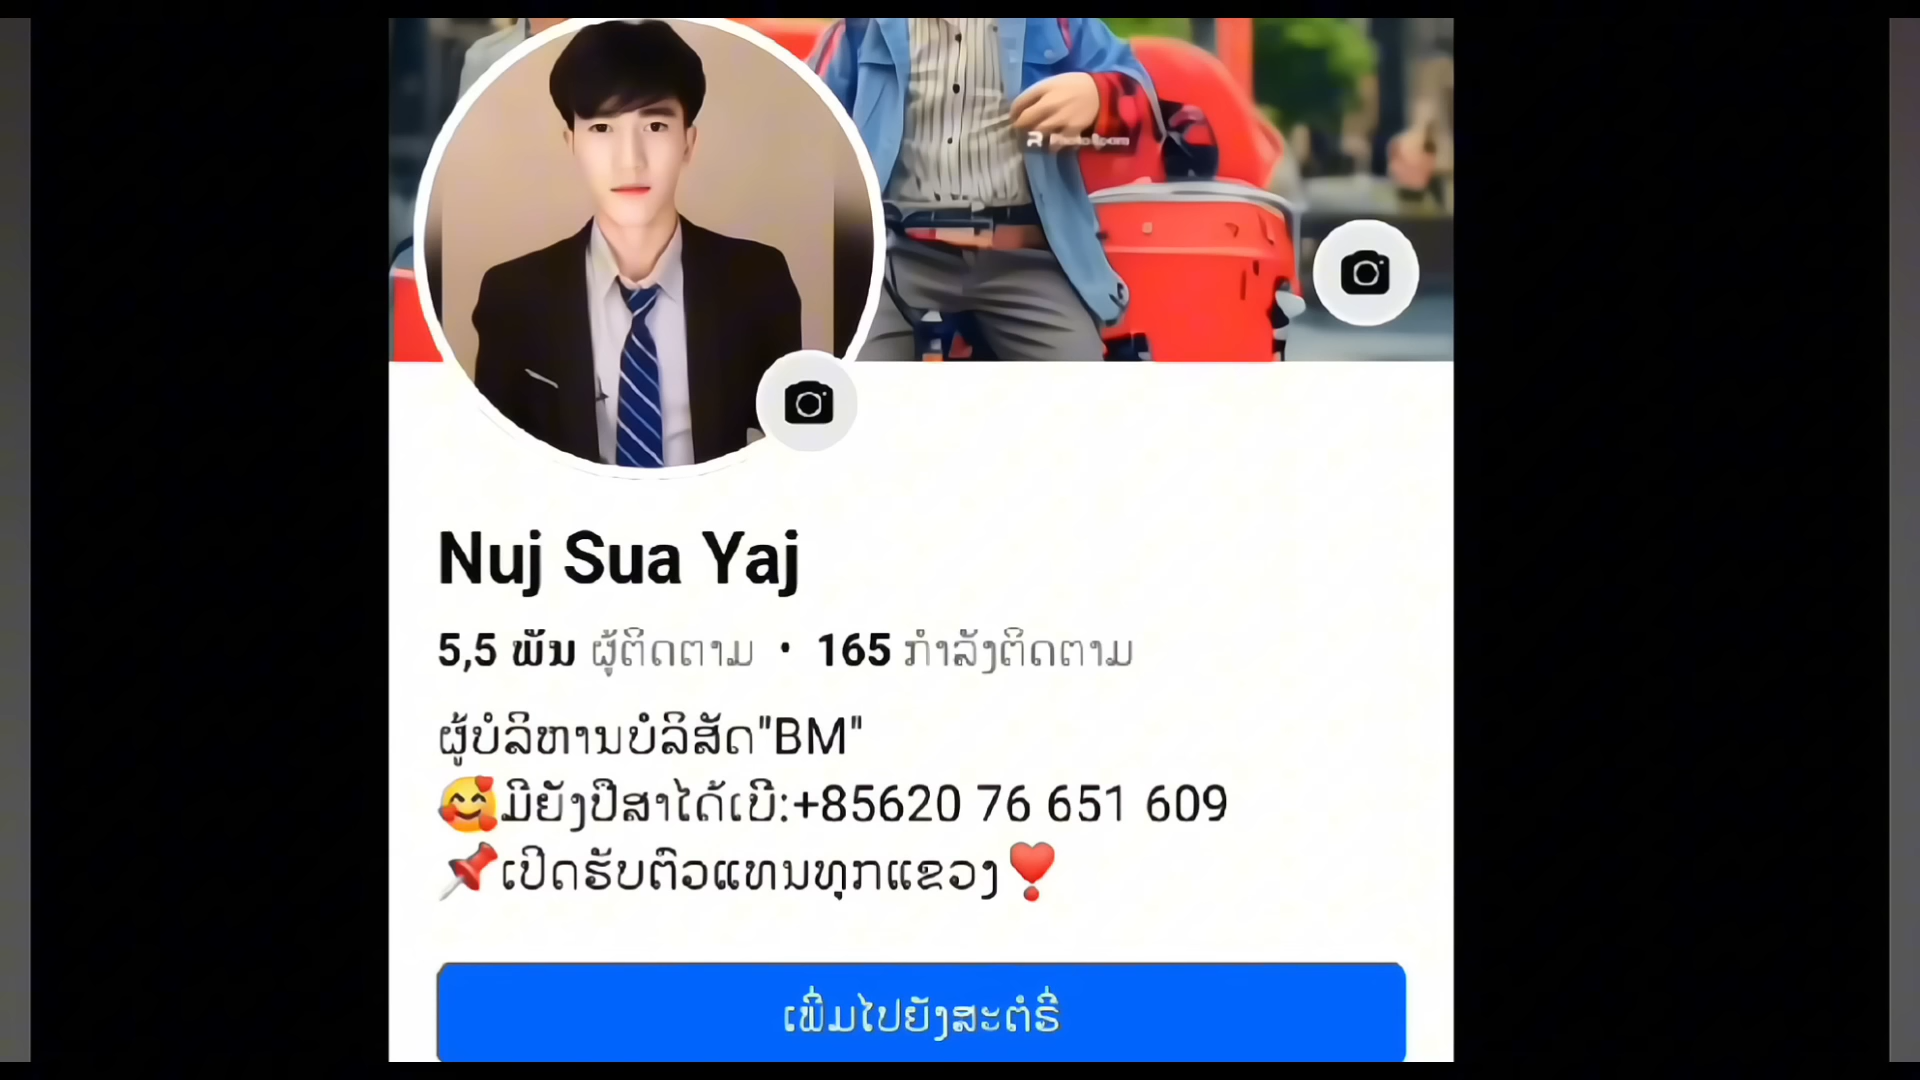 Nuj Sua Yaj
5,5 ພັນ ຜູ້ຕິດຕາມ • 165 ກຳລັງຕິດຕາມ
ຜູ້ບໍລິຫານບໍລິສັດ"BM"
🥰ມີຍັງປືສາໄດ້ເບີ:+85620 76 651 609
📌ເປີດຮັບຕົວແທນທຸກແຂວງ❣️
ເພີ່ມໄປຍັງສະຕໍຣີ່